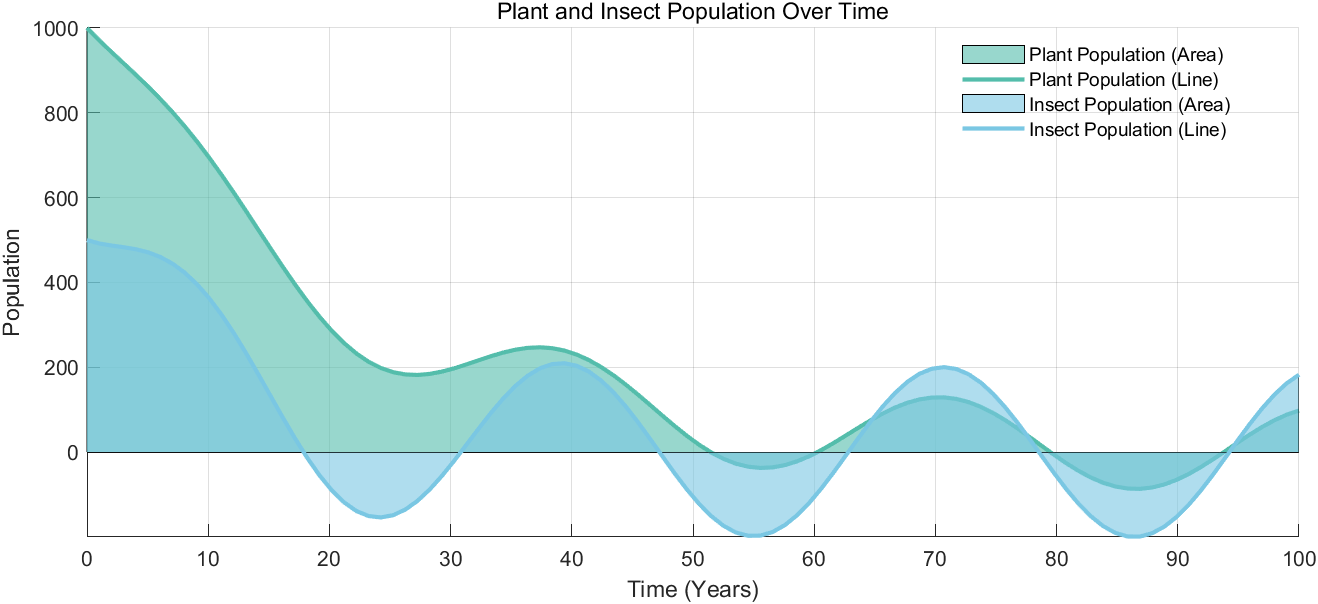 Plant and Insect Population Over Time
Plant Population (Area)
Plant Population (Line)
Insect Population (Area)
Insect Population (Line)
Population
1000
800
600
400
200
0
0 10 20 30 40 50 60 70 80 90 100
Time (Years)